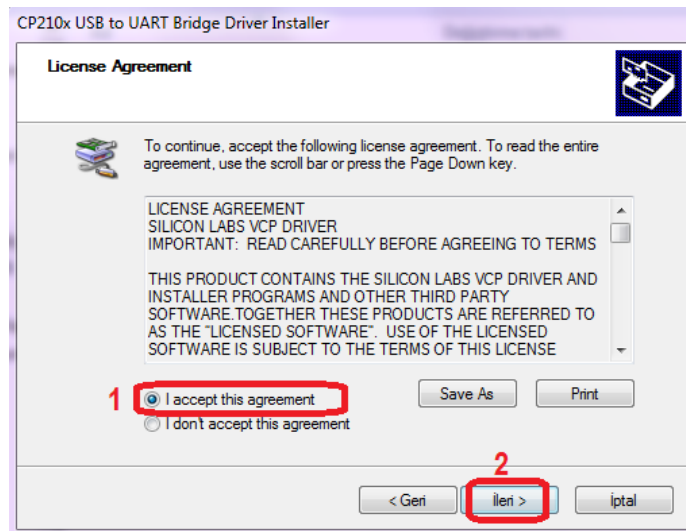 CP210x USB to UART Bridge Driver Installer
License Agreement
To continue, accept the following license agreement. To read the entire
agreement, use the scroll bar or press the Page Down key.
LICENSE AGREEMENT
SILICON LABS VCP DRIVER
IMPORTANT: READ CAREFULLY BEFORE AGREEING TO TERMS
THIS PRODUCT CONTAINS THE SILICON LABS VCP DRIVER AND
INSTALLER PROGRAMS AND OTHER THIRD PARTY
SOFTWARE.TOGETHER THESE PRODUCTS ARE REFERRED TO
AS THE "LICENSED SOFTWARE". USE OF THE LICENSED
SOFTWARE IS SUBJECT TO THE TERMS OF THIS LICENSE
1 I accept this agreement
Save As Print
I don't accept this agreement
2
< Geri İleri > İptal